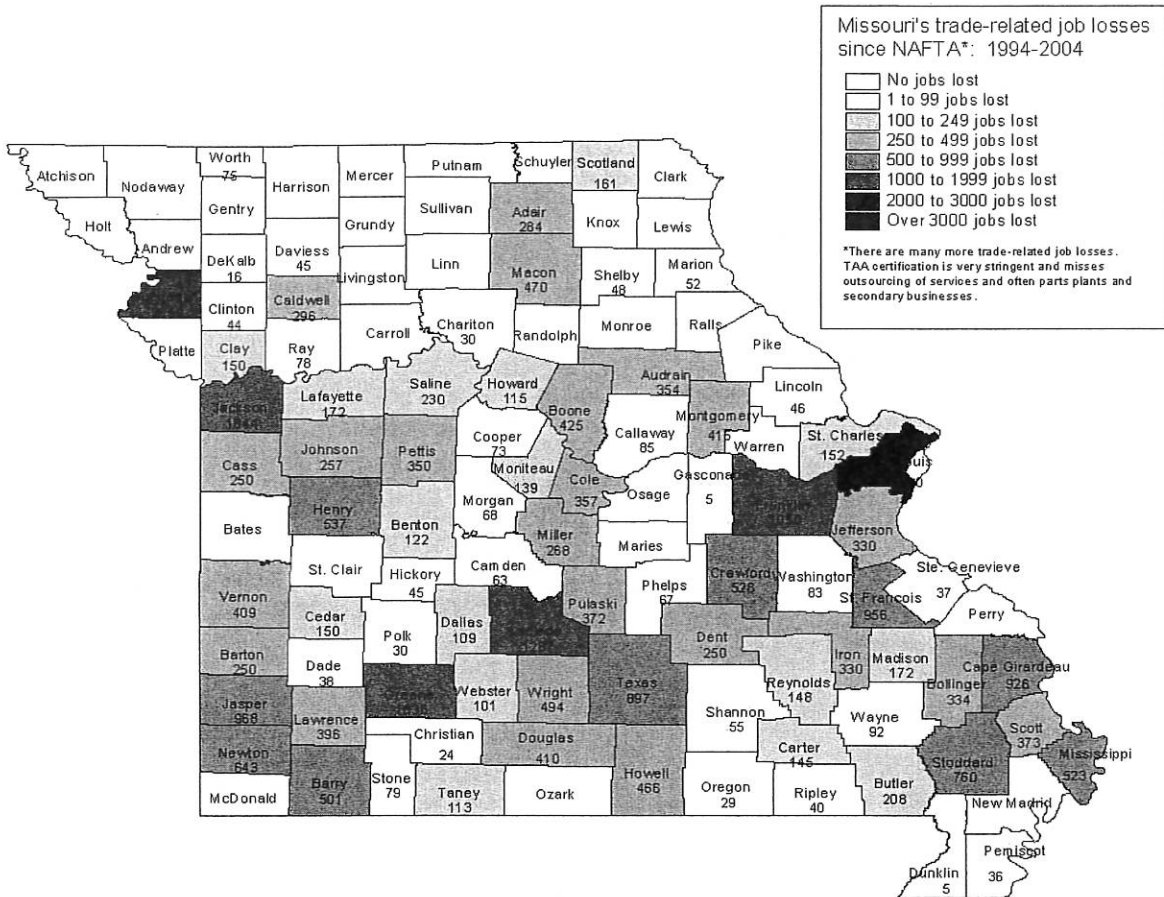 Missouri's trade-related job losses
since NAFTA*: 1994-2004
No jobs lost
1 to 99 jobs lost
100 to 249 jobs lost
250 to 499 jobs lost
500 to 999 jobs lost
1000 to 1999 jobs lost
2000 to 3000 jobs lost
Over 3000 jobs lost
*There are many more trade-related job losses.
TAA certification is very stringent and misses
outsourcing of services and often parts plants and
secondary businesses.
Atchison
Nodaway
Worth
75
Harrison
Mercer
Putnam
Schuyler
Scotland
161
Clark
Holt
Gentry
Grundy
Sullivan
Adair
284
Knox
Lewis
Andrew
DeKalb
16
Daviess
45
Livingston
Linn
Macon
470
Shelby
48
Marion
52
Clinton
44
Caldwell
296
Carroll
Chariton
30
Randolph
Monroe
Ralls
Pike
Platte
Clay
150
Ray
78
Saline
230
Howard
115
Boone
425
Audrain
354
Lincoln
46
Jackson
Lafayette
172
Montgomery
415
Warren
St. Charles
152
Cass
250
Johnson
257
Pettis
350
Cooper
73
Moniteau
139
Callaway
85
Cole
357
Osage
Gasconade
5
Jefferson
330
Bates
Henry
537
Benton
122
Morgan
68
Miller
268
Maries
St. Clair
Hickory
45
Camden
63
Phelps
67
Crawford
526
Washington
83
Ste. Genevieve
37
St. Francois
956
Perry
Vernon
409
Cedar
150
Polk
30
Dallas
109
Pulaski
372
Dent
250
Iron
330
Madison
172
Cape Girardeau
926
Barton
250
Dade
38
Greene
Webster
101
Wright
494
Texas
897
Reynolds
148
Bollinger
334
Jasper
968
Lawrence
396
Shannon
55
Wayne
92
Scott
373
Newton
643
Christian
24
Douglas
410
Carter
145
Stoddard
760
Mississippi
523
McDonald
Barry
501
Stone
79
Taney
113
Ozark
Howell
466
Oregon
29
Ripley
40
Butler
208
New Madrid
Dunklin
5
Pemiscot
36